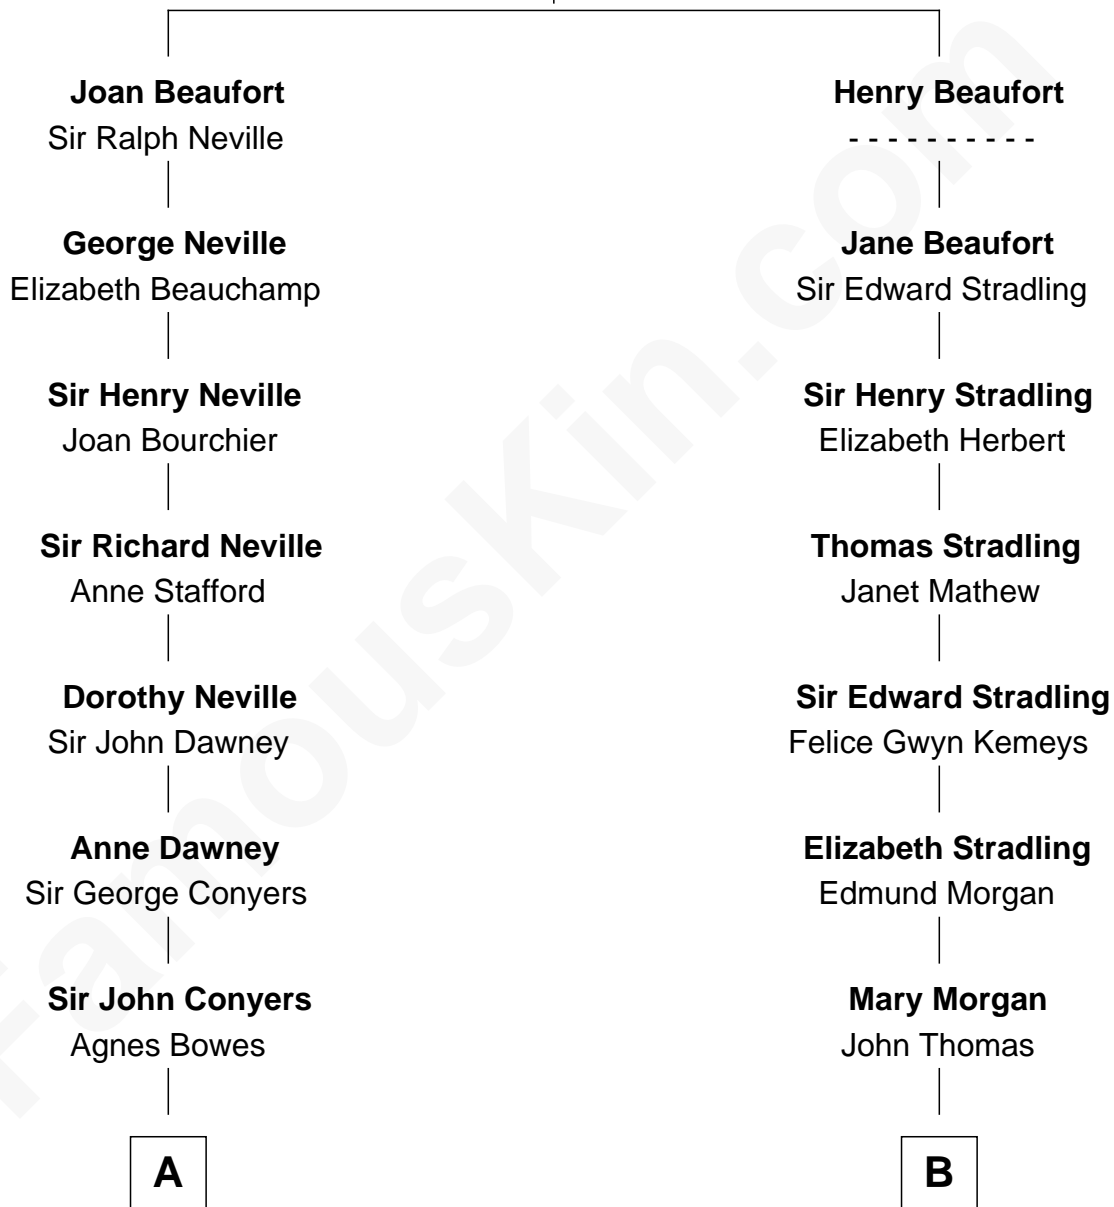 Joan Beaufort
Sir Ralph Neville
Henry Beaufort
- - - - - - - - - -
George Neville
Elizabeth Beauchamp
Jane Beaufort
Sir Edward Stradling
Sir Henry Neville
Joan Bourchier
Sir Henry Stradling
Elizabeth Herbert
Sir Richard Neville
Anne Stafford
Thomas Stradling
Janet Mathew
Dorothy Neville
Sir John Dawney
Sir Edward Stradling
Felice Gwyn Kemeys
Anne Dawney
Sir George Conyers
Elizabeth Stradling
Edmund Morgan
Sir John Conyers
Agnes Bowes
Mary Morgan
John Thomas
A
B
FamousKin.com